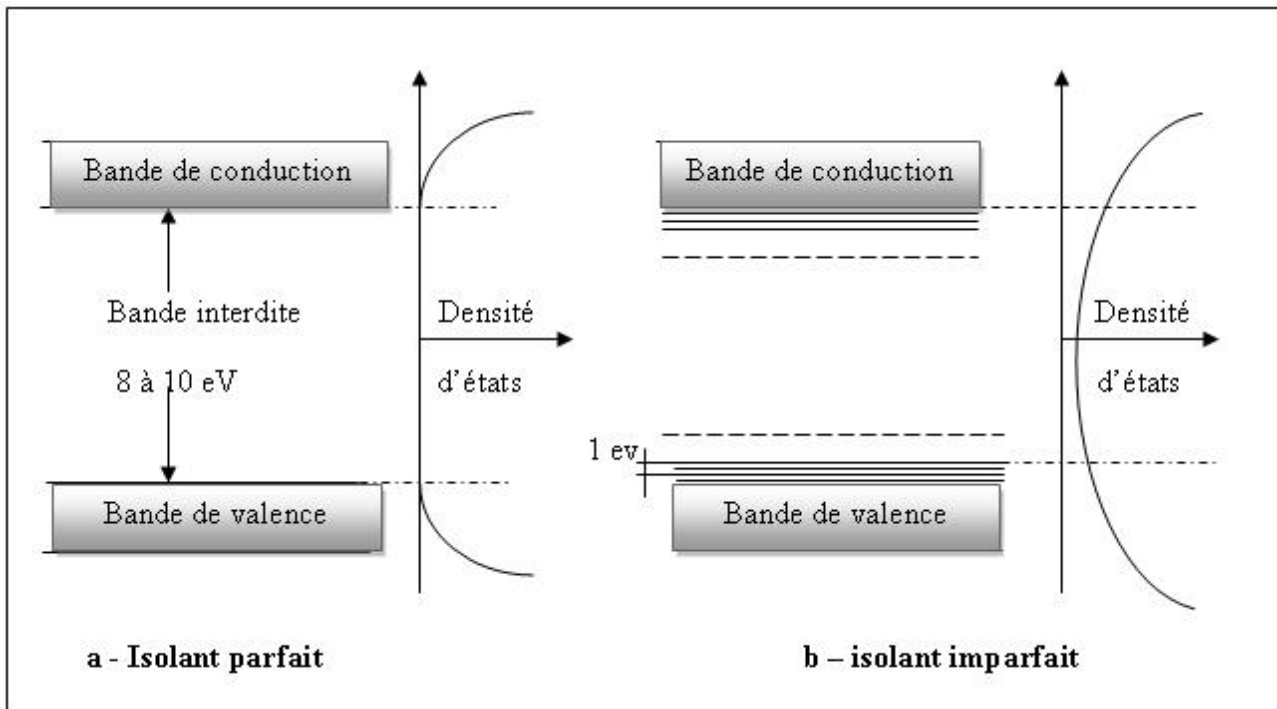 Bande de conduction
Bande interdite
8 à 10 eV
Bande de valence
Densité
d'états
a - Isolant parfait
Bande de conduction
1 ev
Bande de valence
Densité
d'états
b – isolant imparfait